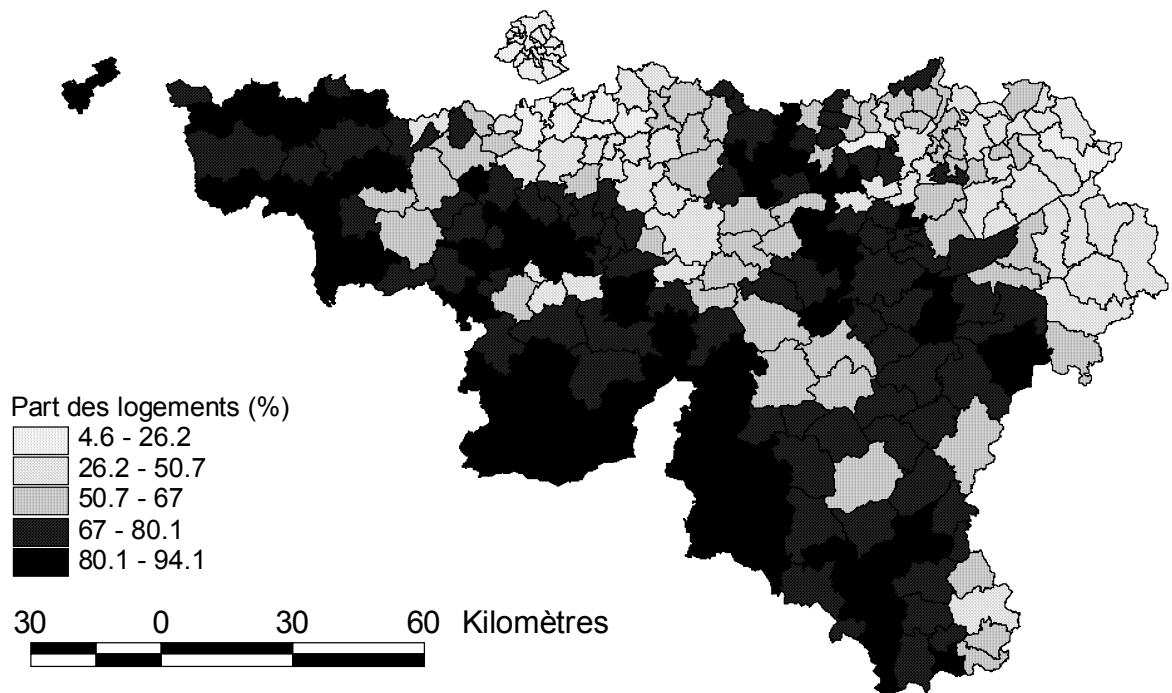 Part des logements (%)
4.6 - 26.2
26.2 - 50.7
50.7 - 67
67 - 80.1
80.1 - 94.1
30 0 30 60 Kilomètres